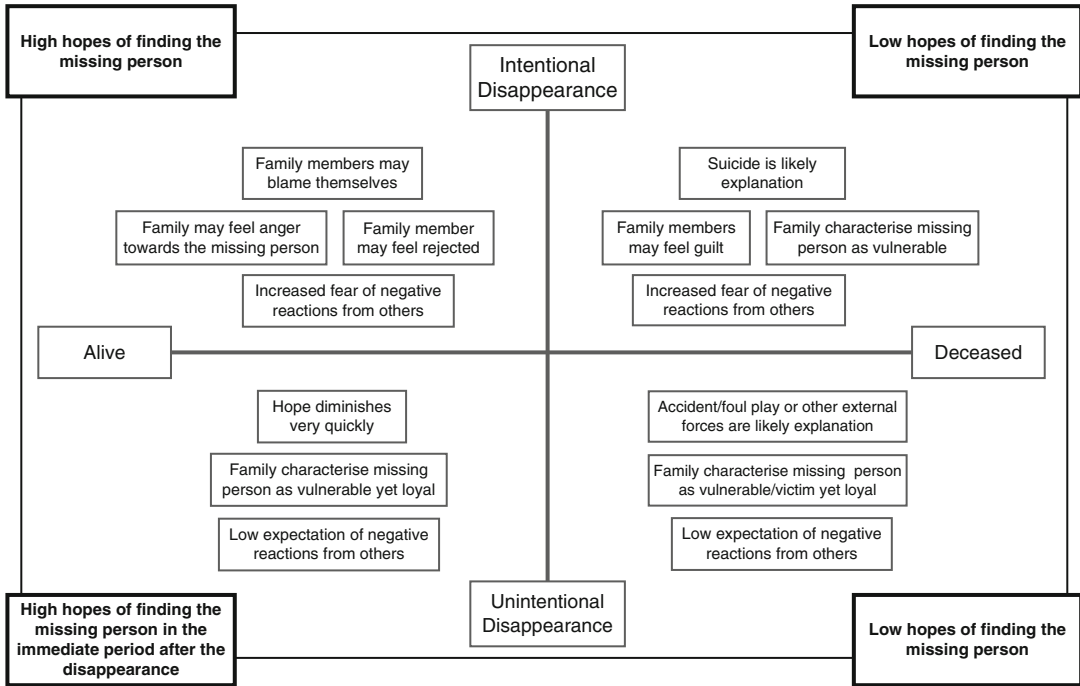 High hopes of finding the
missing person
Low hopes of finding the
missing person
Intentional
Disappearance
Family members may
blame themselves
Suicide is likely
explanation
Family may feel anger
towards the missing person
Family member
may feel rejected
Family members
may feel guilt
Family characterise missing
person as vulnerable
Increased fear of negative
reactions from others
Increased fear of negative
reactions from others
Alive
Deceased
Hope diminishes
very quickly
Accident/foul play or other external
forces are likely explanation
Family characterise missing
person as vulnerable yet loyal
Family characterise missing person
as vulnerable/victim yet loyal
Low expectation of negative
reactions from others
Low expectation of negative
reactions from others
Unintentional
Disappearance
High hopes of finding the
missing person in the
immediate period after the
disappearance
Low hopes of finding the
missing person